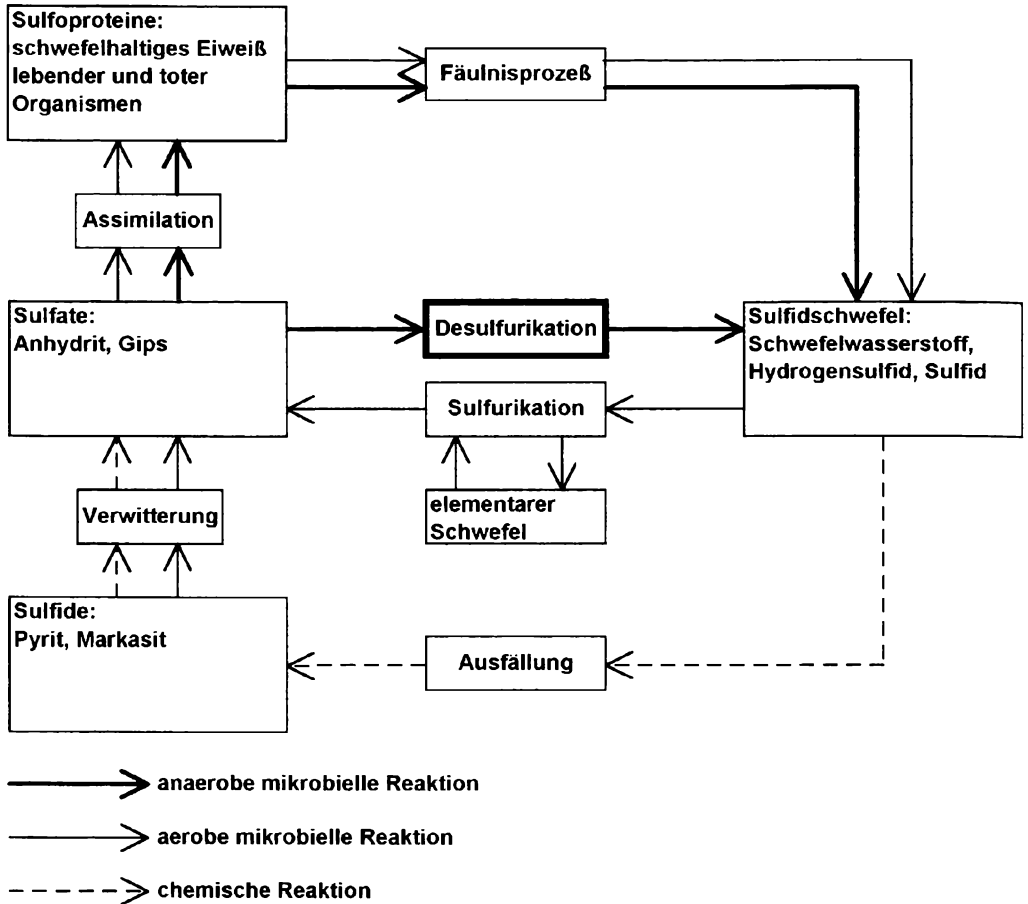 Sulfoproteine:
schwefelhaltiges Eiweiß
lebender und toter
Organismen
Fäulnisprozeß
Assimilation
Sulfate:
Anhydrit, Gips
Desulfurikation
Sulfidschwefel:
Schwefelwasserstoff,
Hydrogensulfid, Sulfid
Sulfurikation
elementarer
Schwefel
Verwitterung
Sulfide:
Pyrit, Markasit
Ausfällung
anaerobe mikrobielle Reaktion
aerobe mikrobielle Reaktion
chemische Reaktion